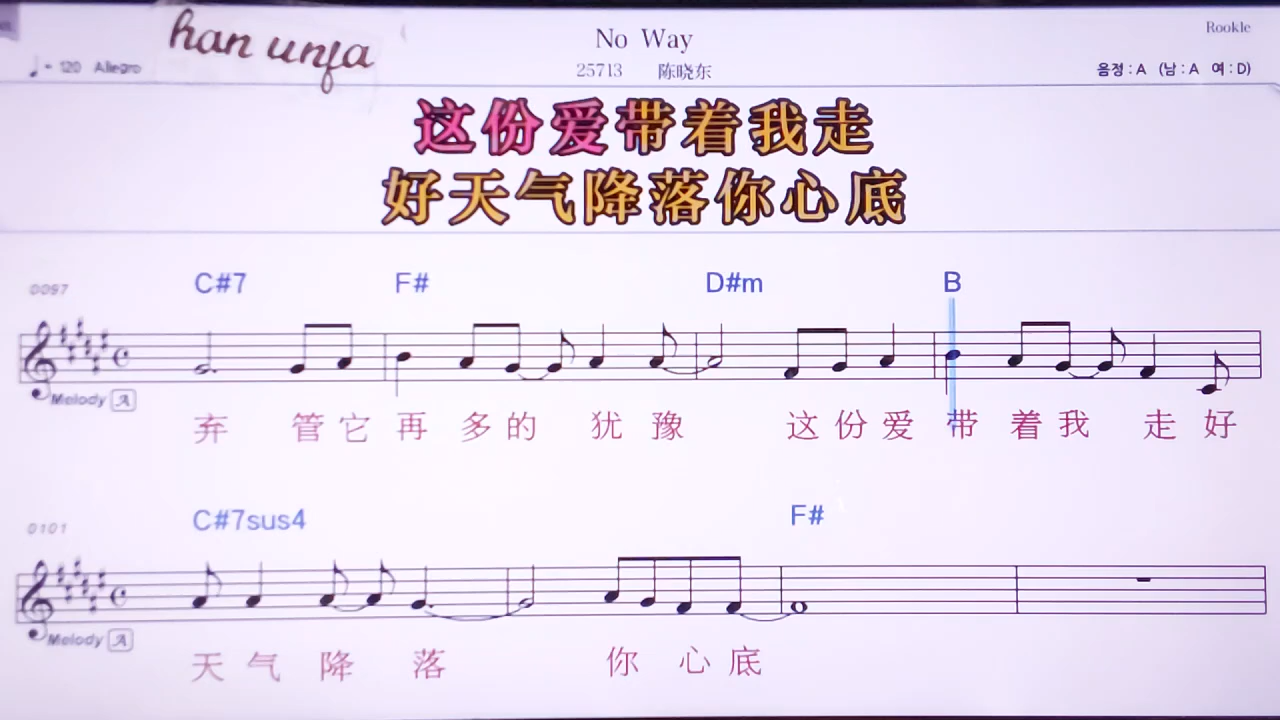 han unja
No Way
Rookle
♩= 120 Allegro
25713 陈晓东
음정 : A (남 : A 여 : D)
这份爱带着我走
好天气降落你心底
0097
C#7 F# D#m B
Melody A
弃 管它 再 多的 犹 豫 这份爱 带 着我 走 好
0101
C#7sus4 F#
Melody A
天 气 降 落 你 心底